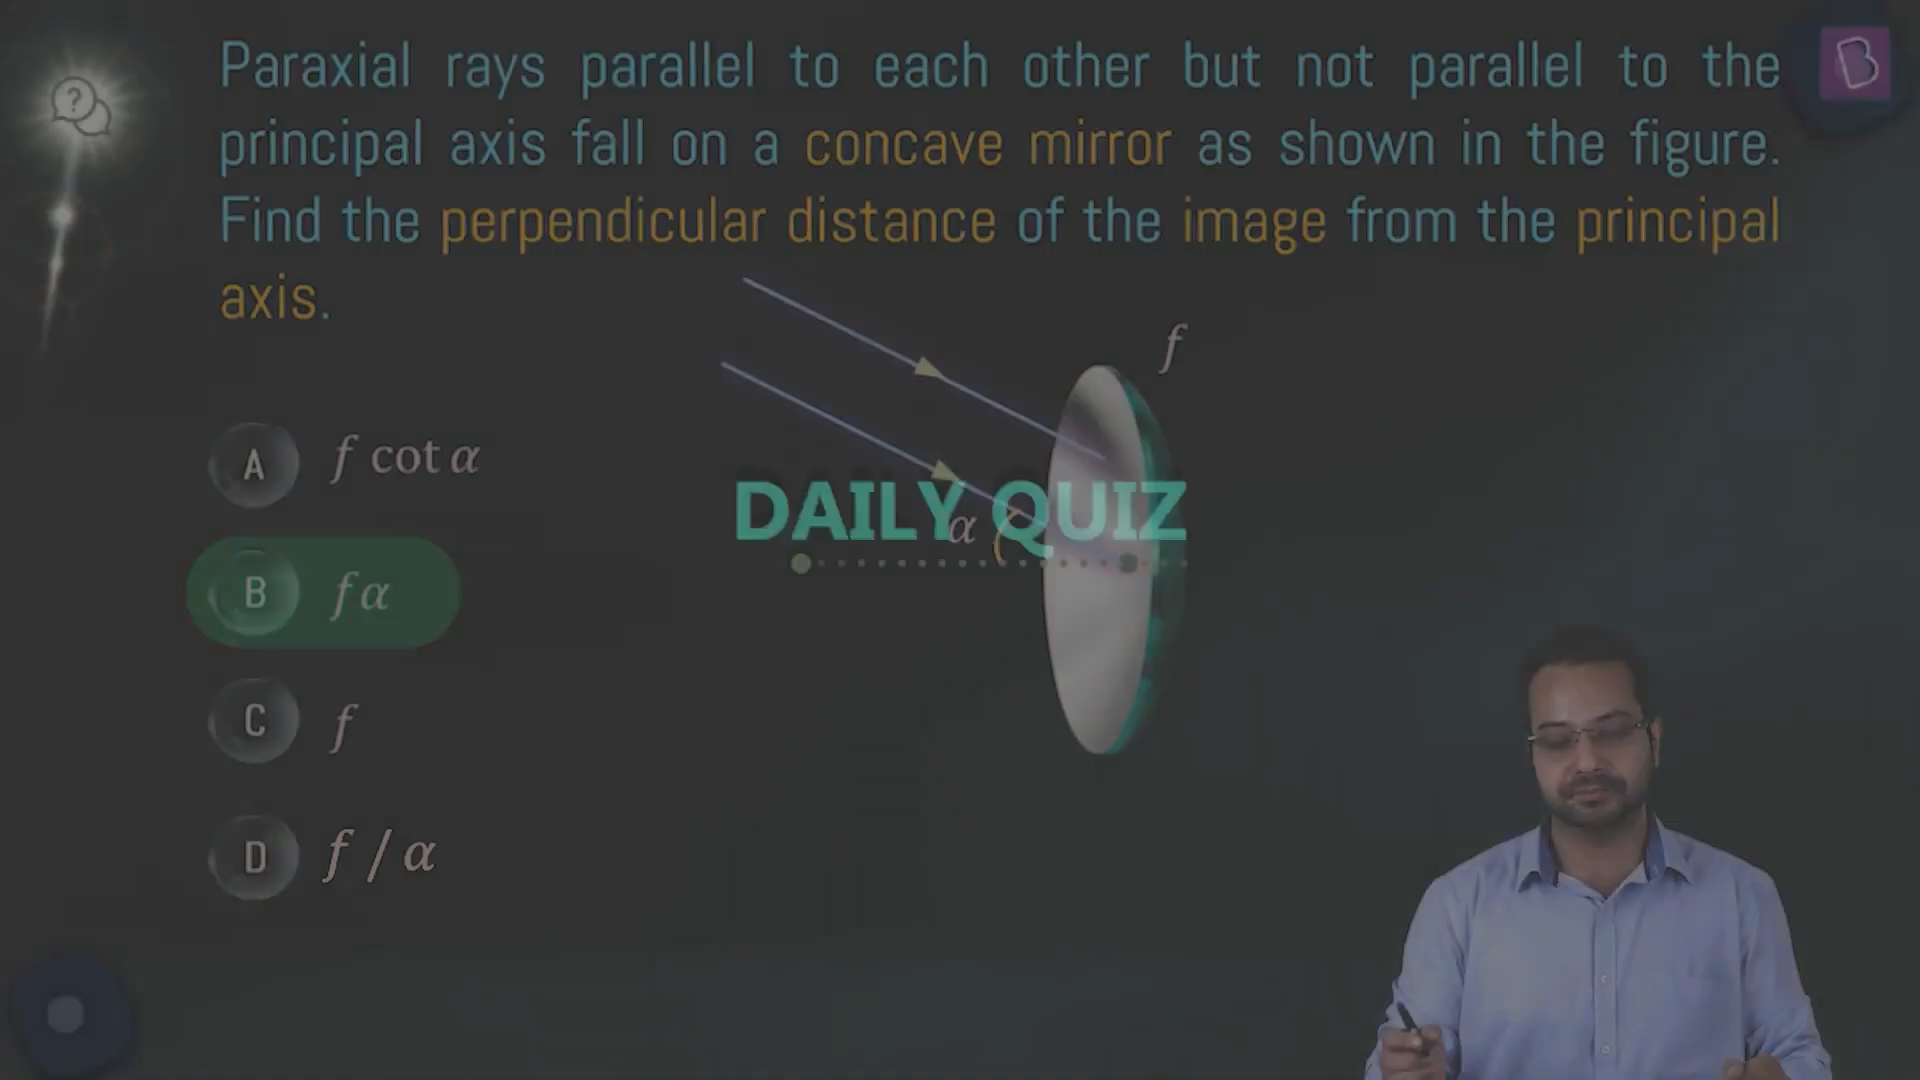 Paraxial rays parallel to each other but not parallel to the
principal axis fall on a concave mirror as shown in the figure.
Find the perpendicular distance of the image from the principal
axis.
f
A f cot α
DAILY QUIZ
α
B f α
C f
D f / α
?
B